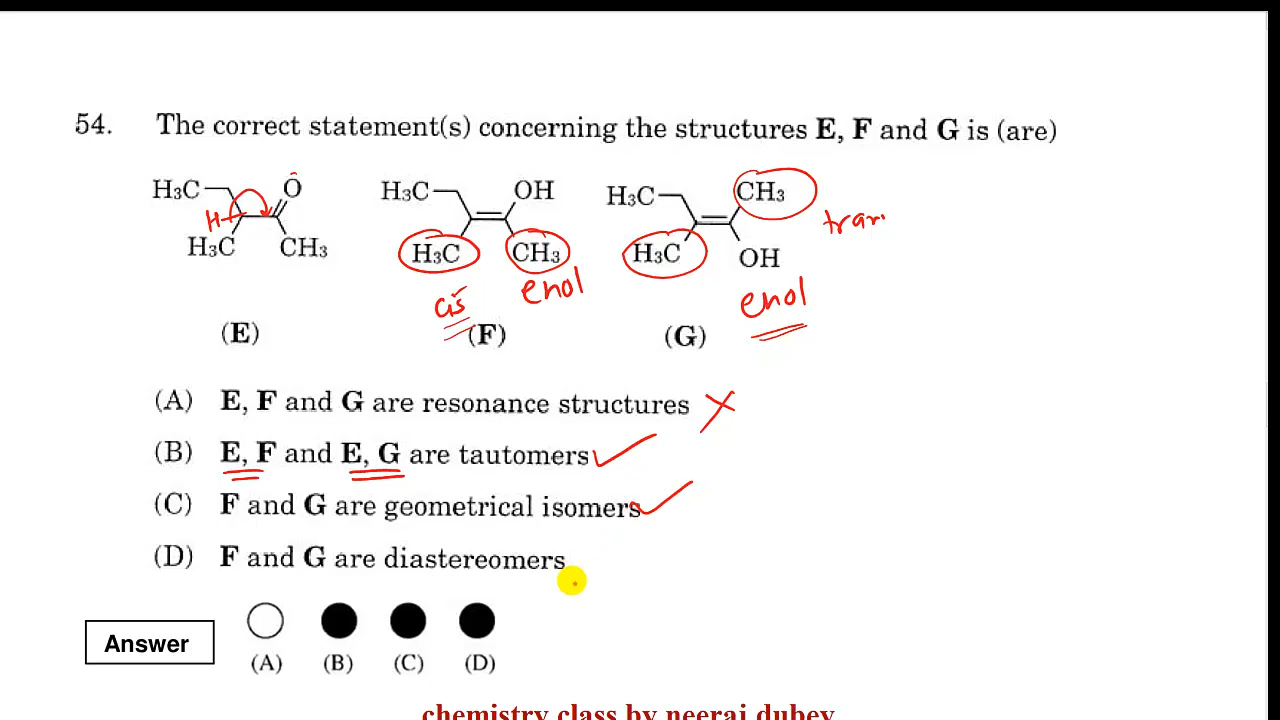 54. The correct statement(s) concerning the structures E, F and G is (are)
H₃C O H₃C OH H₃C CH₃
H
H₃C CH₃ H₃C CH₃ H₃C OH
tran
cis enol enol
(E) (F) (G)
(A) E, F and G are resonance structures
(B) E, F and E, G are tautomers
(C) F and G are geometrical isomers
(D) F and G are diastereomers
Answer
(A) (B) (C) (D)
chemistry class by neeraj dubey